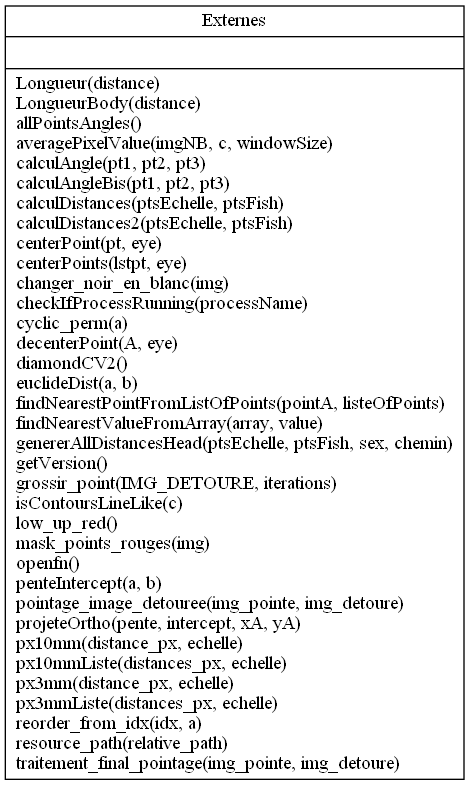 Externes
Longueur(distance)
LongueurBody(distance)
allPointsAngles()
averagePixelValue(imgNB, c, windowSize)
calculAngle(pt1, pt2, pt3)
calculAngleBis(pt1, pt2, pt3)
calculDistances(ptsEchelle, ptsFish)
calculDistances2(ptsEchelle, ptsFish)
centerPoint(pt, eye)
centerPoints(lstpt, eye)
changer_noir_en_blanc(img)
checkIfProcessRunning(processName)
cyclic_perm(a)
decenterPoint(A, eye)
diamondCV2()
euclideDist(a, b)
findNearestPointFromListOfPoints(pointA, listeOfPoints)
findNearestValueFromArray(array, value)
genererAllDistancesHead(ptsEchelle, ptsFish, sex, chemin)
getVersion()
grossir_point(IMG_DETOURE, iterations)
isContoursLineLike(c)
low_up_red()
mask_points_rouges(img)
openfn()
penteIntercept(a, b)
pointage_image_detouree(img_pointe, img_detoure)
projeteOrtho(pente, intercept, xA, yA)
px10mm(distance_px, echelle)
px10mmListe(distances_px, echelle)
px3mm(distance_px, echelle)
px3mmListe(distances_px, echelle)
reorder_from_idx(idx, a)
resource_path(relative_path)
traitement_final_pointage(img_pointe, img_detoure)